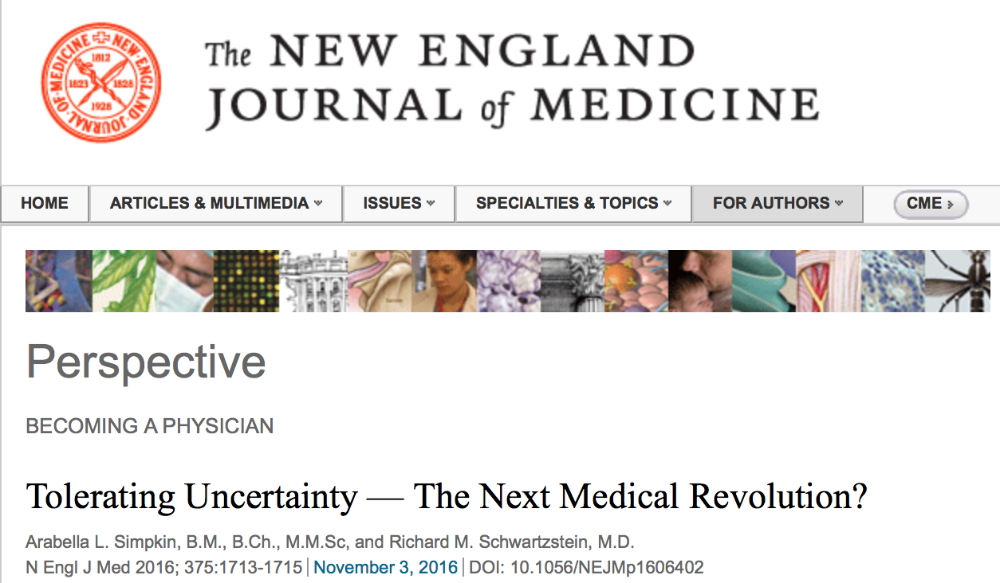 NEW·ENGLAND·JOURNAL·OF·MEDICINE
1812
1823 1828
1928
The NEW ENGLAND
JOURNAL of MEDICINE
HOME ARTICLES & MULTIMEDIA ISSUES SPECIALTIES & TOPICS FOR AUTHORS CME
Perspective
BECOMING A PHYSICIAN
Tolerating Uncertainty — The Next Medical Revolution?
Arabella L. Simpkin, B.M., B.Ch., M.M.Sc, and Richard M. Schwartzstein, M.D.
N Engl J Med 2016; 375:1713-1715 | November 3, 2016 | DOI: 10.1056/NEJMp1606402